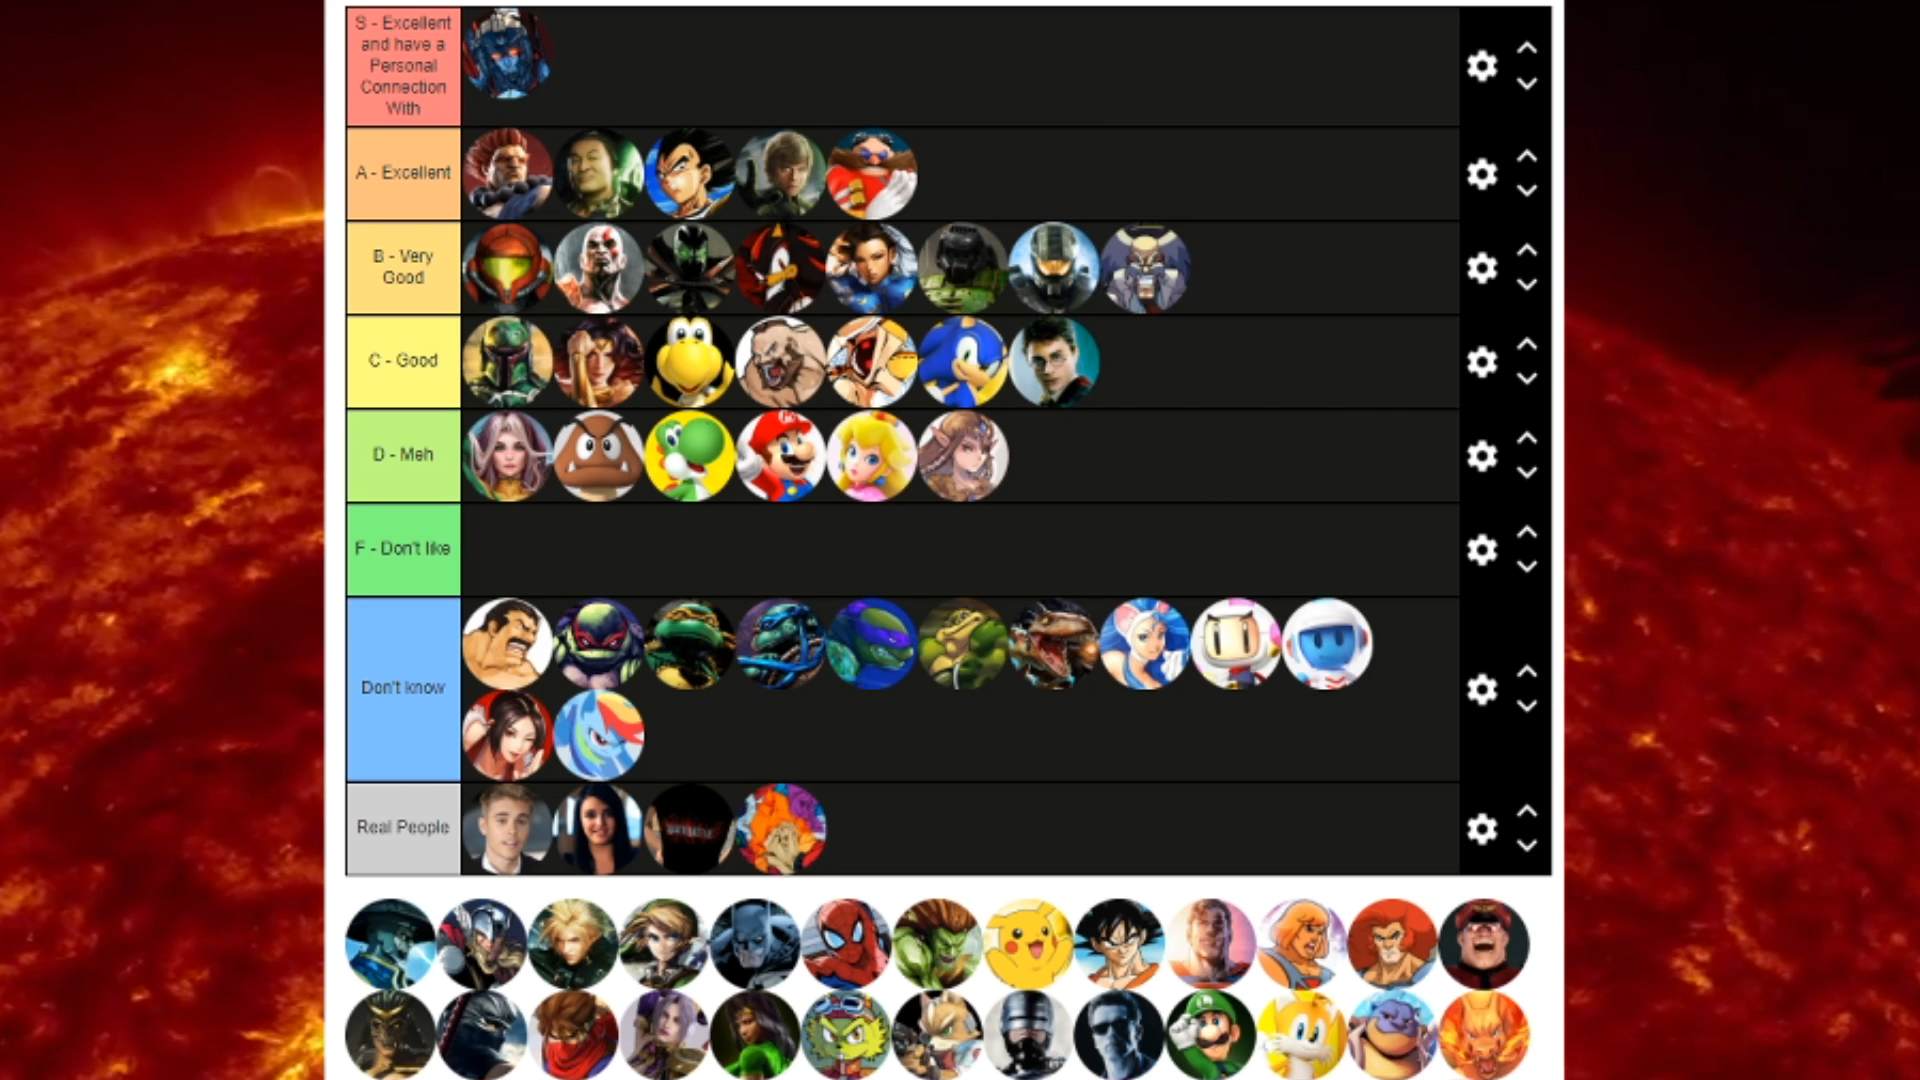 S - Excellent
and have a
Personal
Connection
With
A - Excellent
B - Very
Good
C - Good
D - Meh
F - Don't like
Don't know
Real People